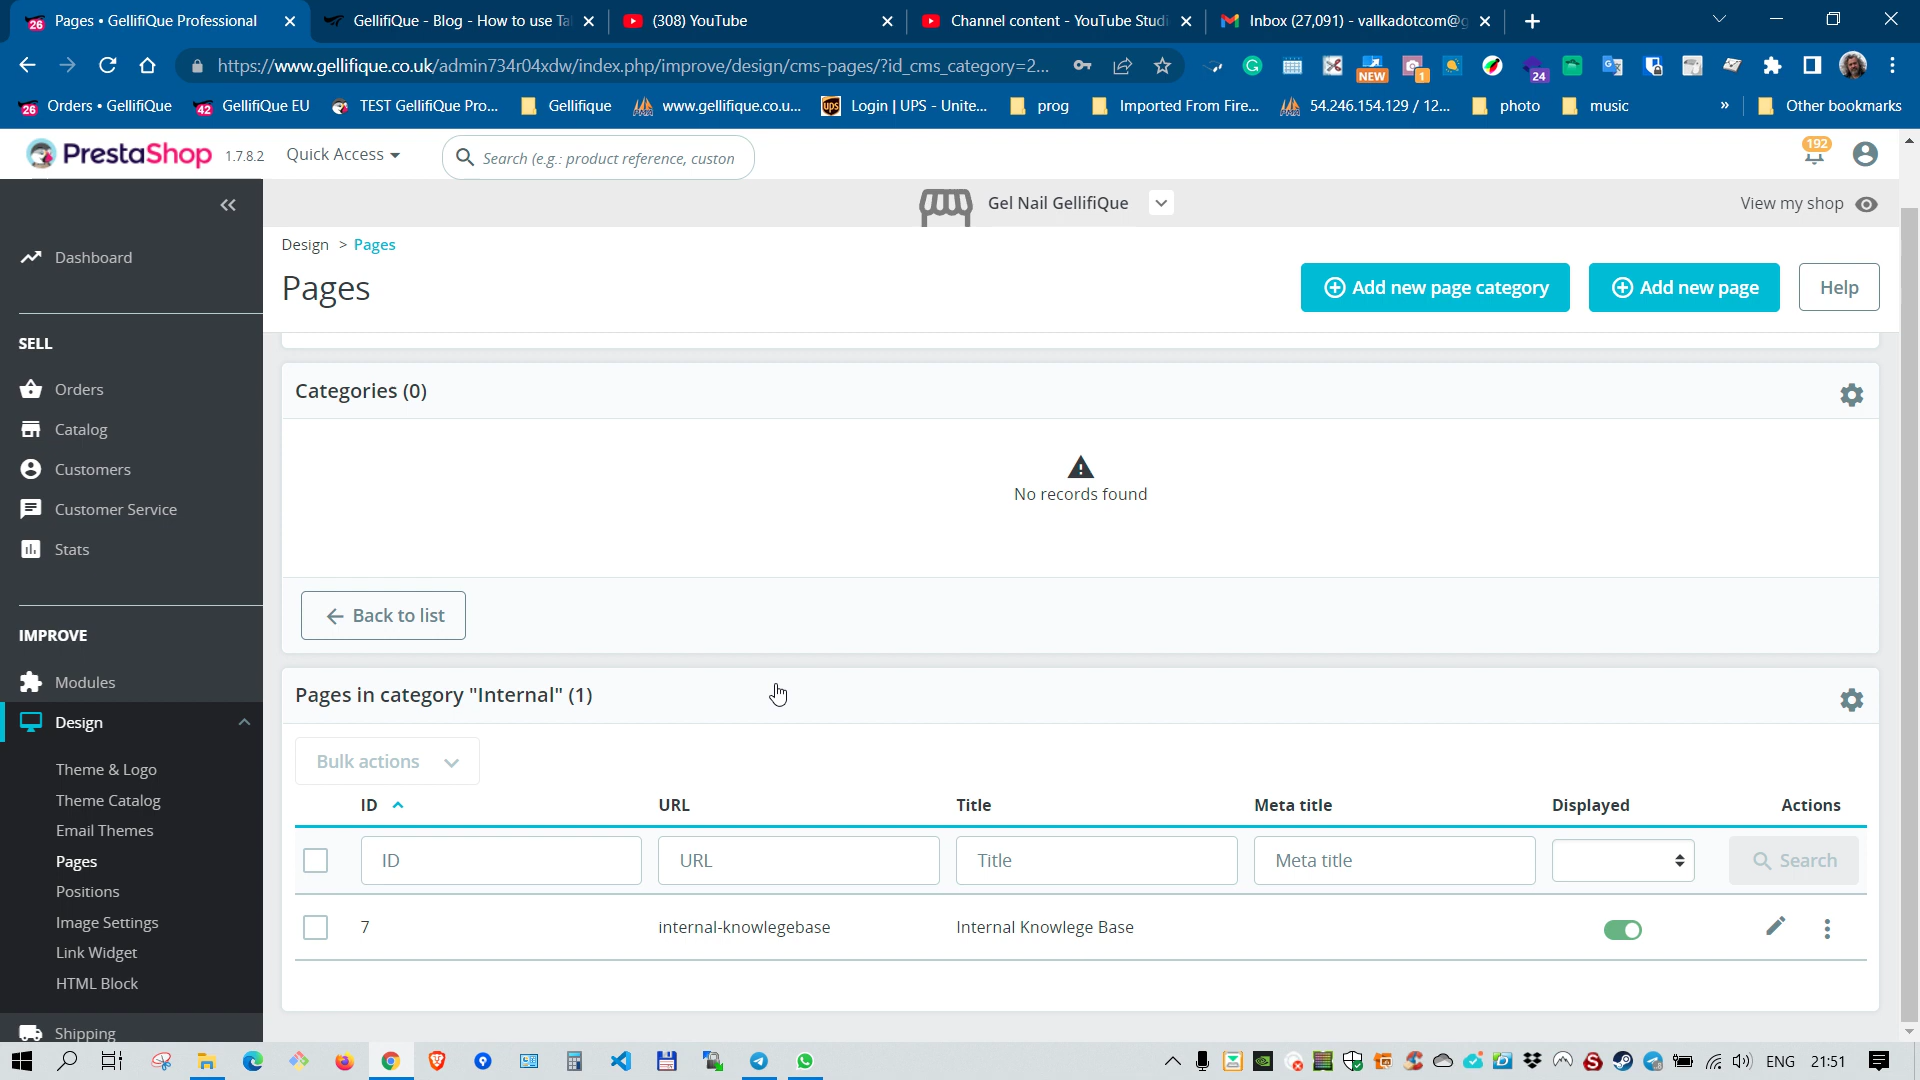 Pages • GellifiQue Professional
GellifiQue - Blog - How to use Ta
(308) YouTube
Channel content - YouTube Studi
Inbox (27,091) - vallkadotcom@g
https://www.gellifique.co.uk/admin734r04xdw/index.php/improve/design/cms-pages/?id_cms_category=2...
NEW
1
24
26 Orders • GellifiQue
42 GellifiQue EU
TEST GellifiQue Pro...
Gellifique
www.gellifique.co.u...
Login | UPS - Unite...
prog
Imported From Fire...
54.246.154.129 / 12...
photo
music
»
Other bookmarks
PrestaShop 1.7.8.2
Quick Access
Search (e.g.: product reference, custon
192
Gel Nail GellifiQue
View my shop
Design > Pages
Pages
Add new page category
Add new page
Help
Dashboard
SELL
Orders
Catalog
Customers
Customer Service
Stats
IMPROVE
Modules
Design
Theme & Logo
Theme Catalog
Email Themes
Pages
Positions
Image Settings
Link Widget
HTML Block
Shipping
Categories (0)
No records found
Back to list
Pages in category "Internal" (1)
Bulk actions
ID URL Title Meta title Displayed Actions
ID URL Title Meta title Search
7 internal-knowlegebase Internal Knowlege Base
ENG 21:51